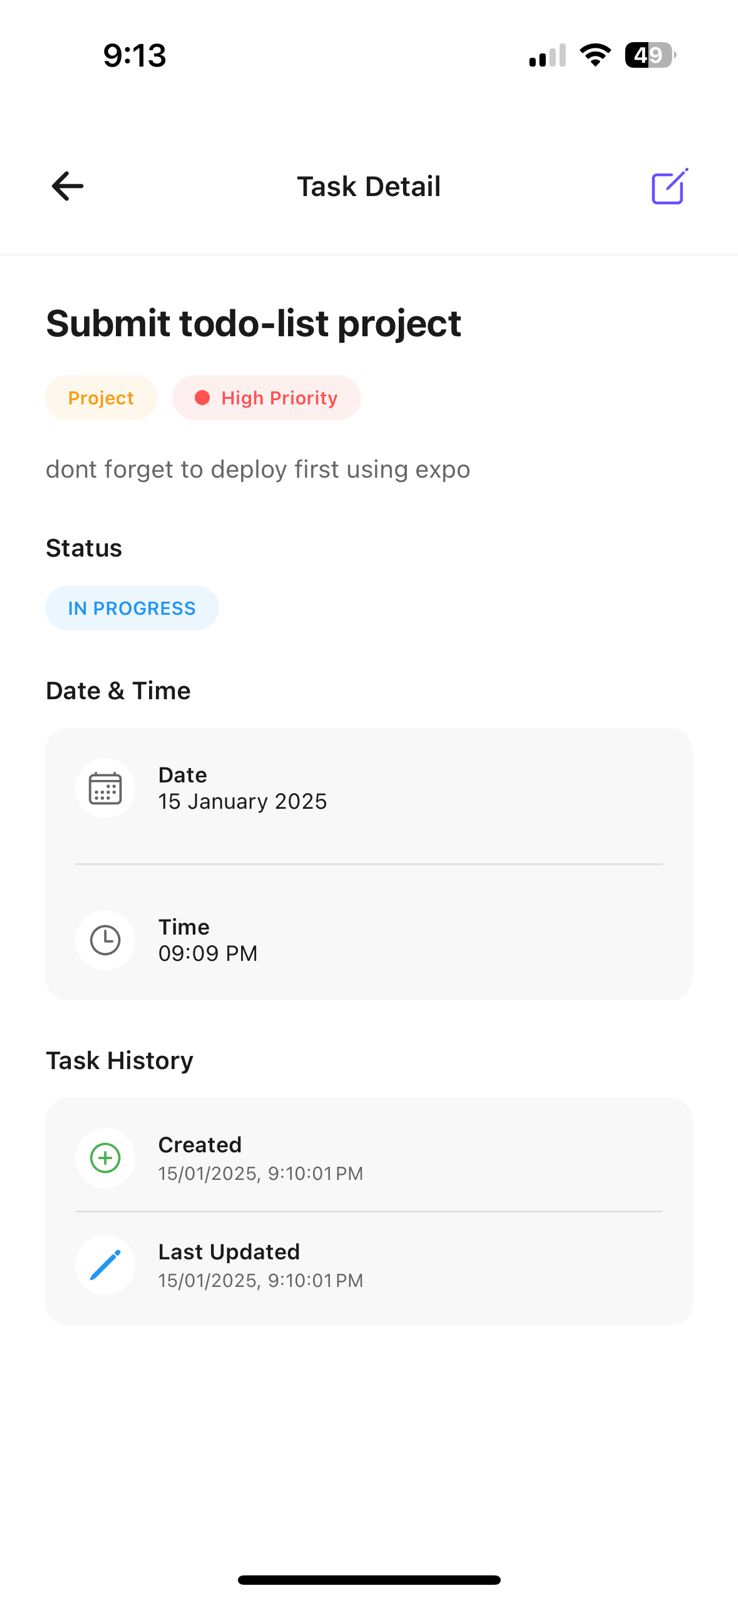 9:13
49
Task Detail
Submit todo-list project
Project
High Priority
dont forget to deploy first using expo
Status
IN PROGRESS
Date & Time
Date
15 January 2025
Time
09:09 PM
Task History
Created
15/01/2025, 9:10:01 PM
Last Updated
15/01/2025, 9:10:01 PM